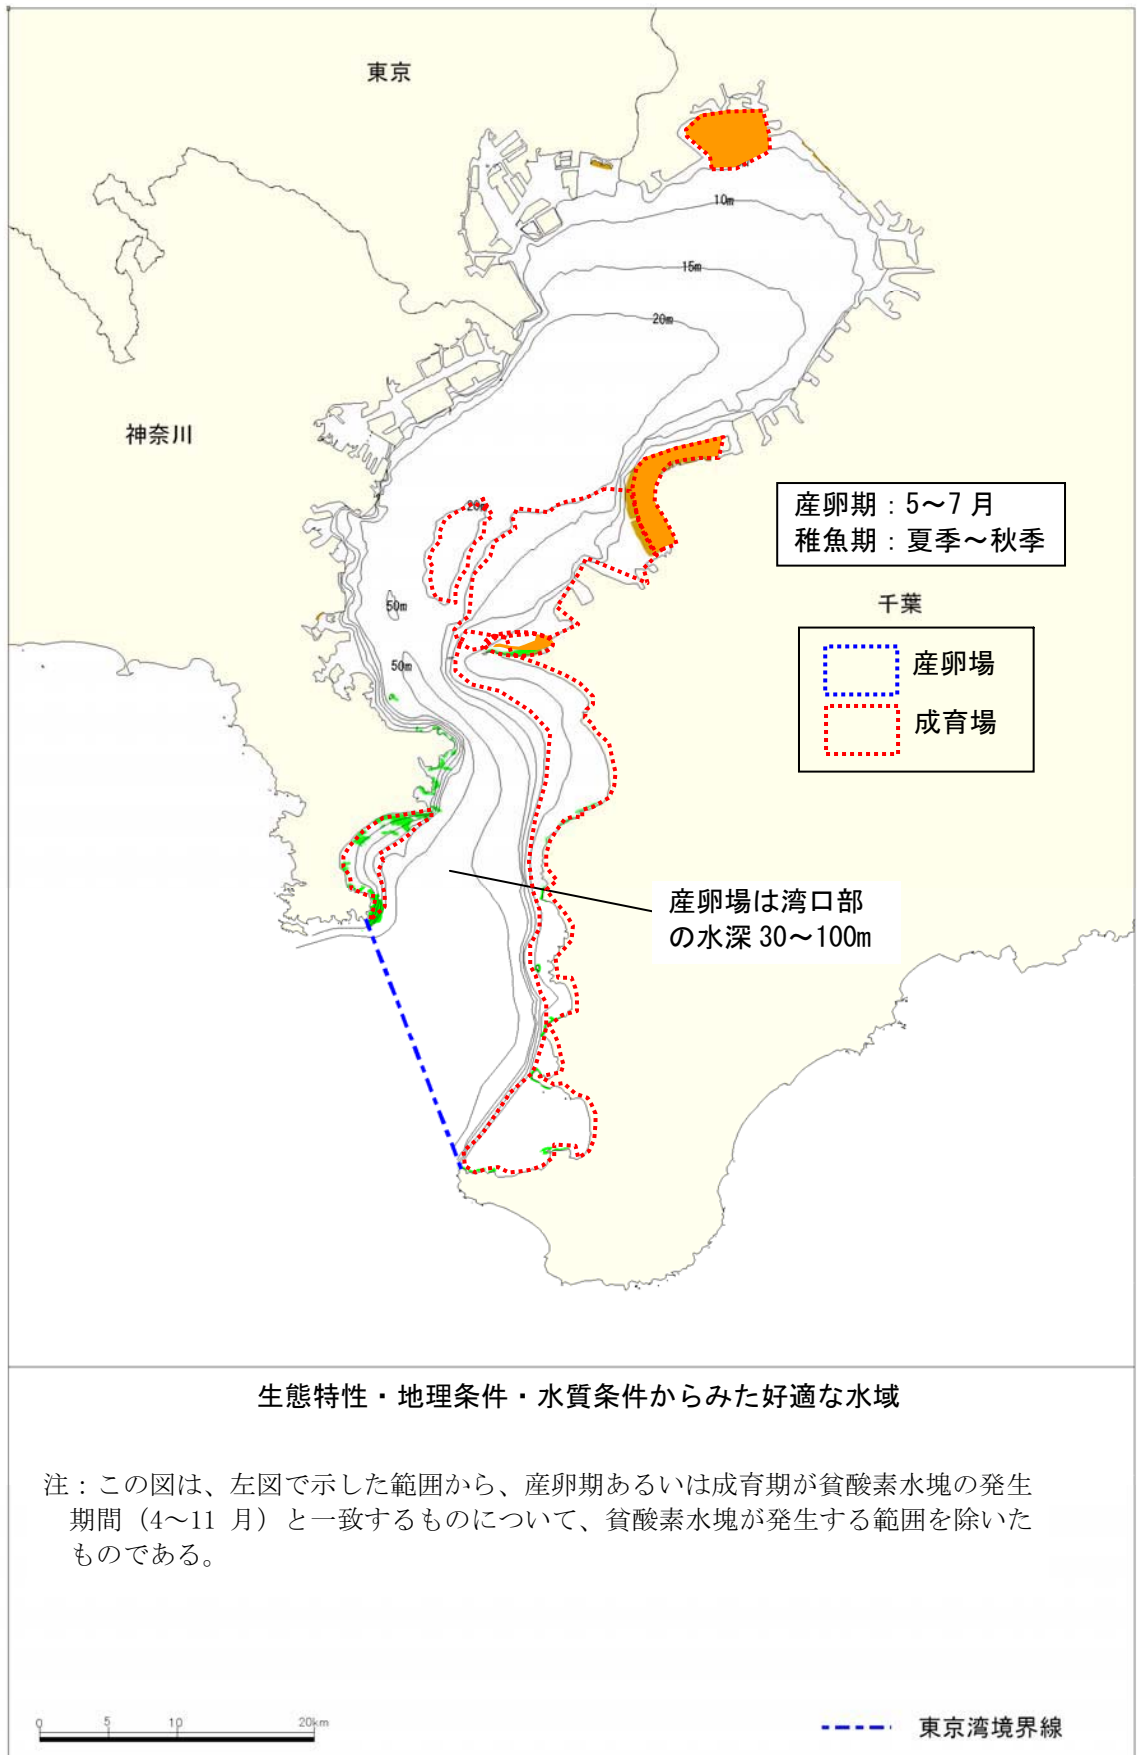 東京
10m
15m
20m
神奈川
20m
産卵期：5～7 月
稚魚期：夏季～秋季
50m
千葉
50m
産卵場
成育場
産卵場は湾口部
の水深 30～100m
生態特性・地理条件・水質条件からみた好適な水域
注：この図は、左図で示した範囲から、産卵期あるいは成育期が貧酸素水塊の発生
期間（4～11 月）と一致するものについて、貧酸素水塊が発生する範囲を除いた
ものである。
0 5 10 20km
東京湾境界線